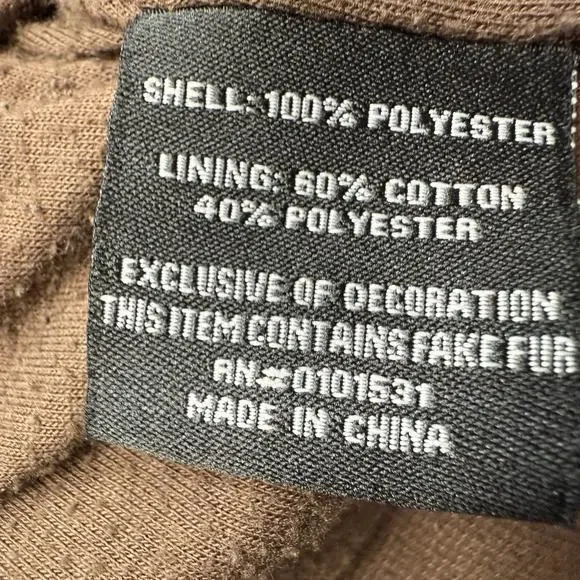 SHELL: 100% POLYESTER
LINING: 60% COTTON
40% POLYESTER
EXCLUSIVE OF DECORATION
THIS ITEM CONTAINS FAKE FUR
RN#0101531
MADE IN CHINA